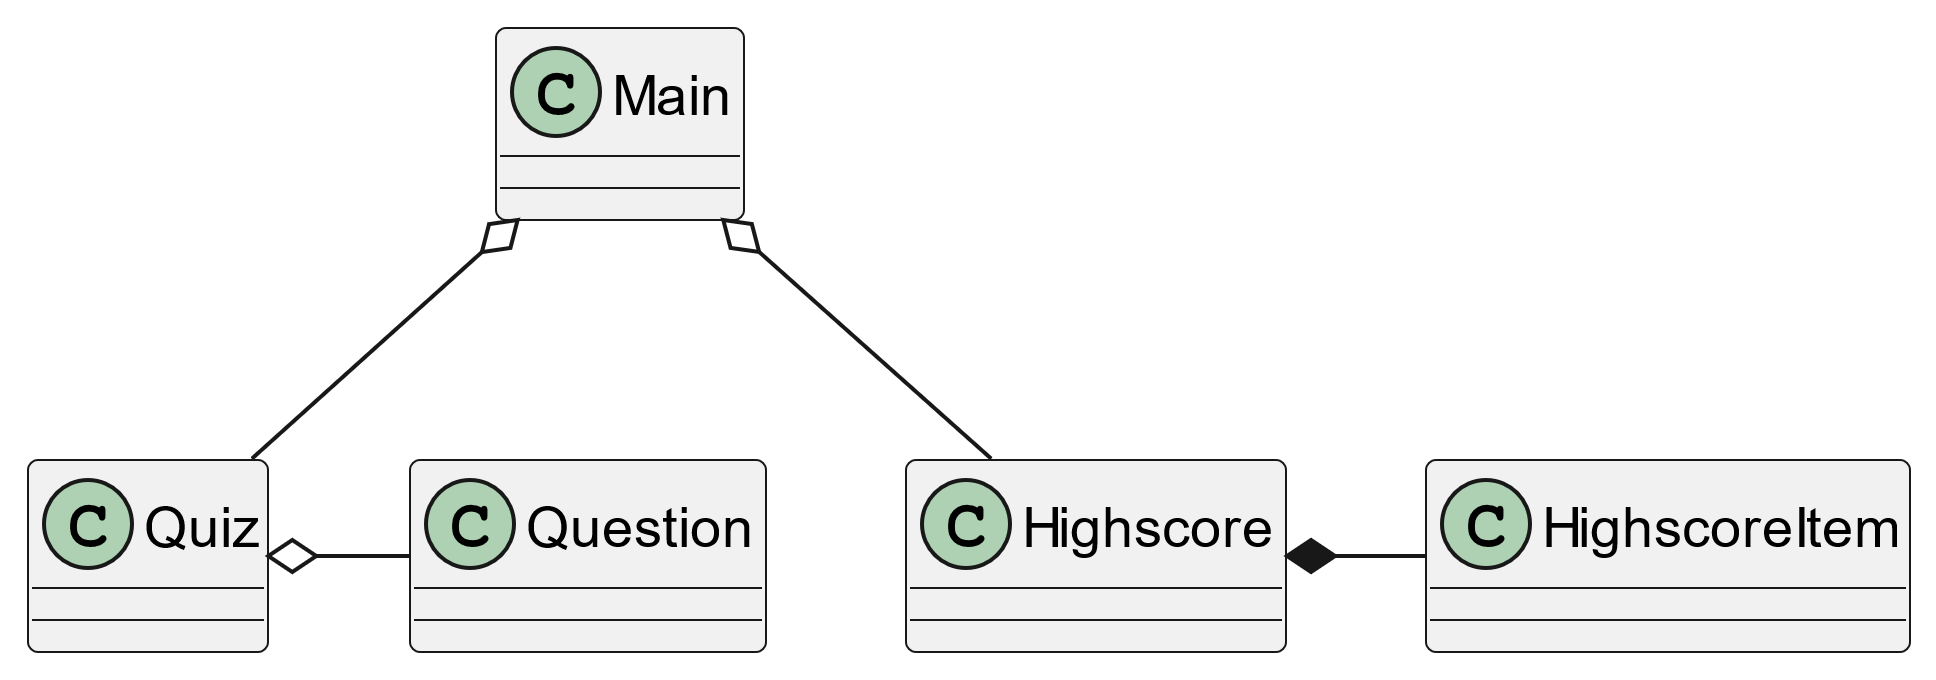 C Main
C Quiz
C Question
C Highscore
C HighscoreItem